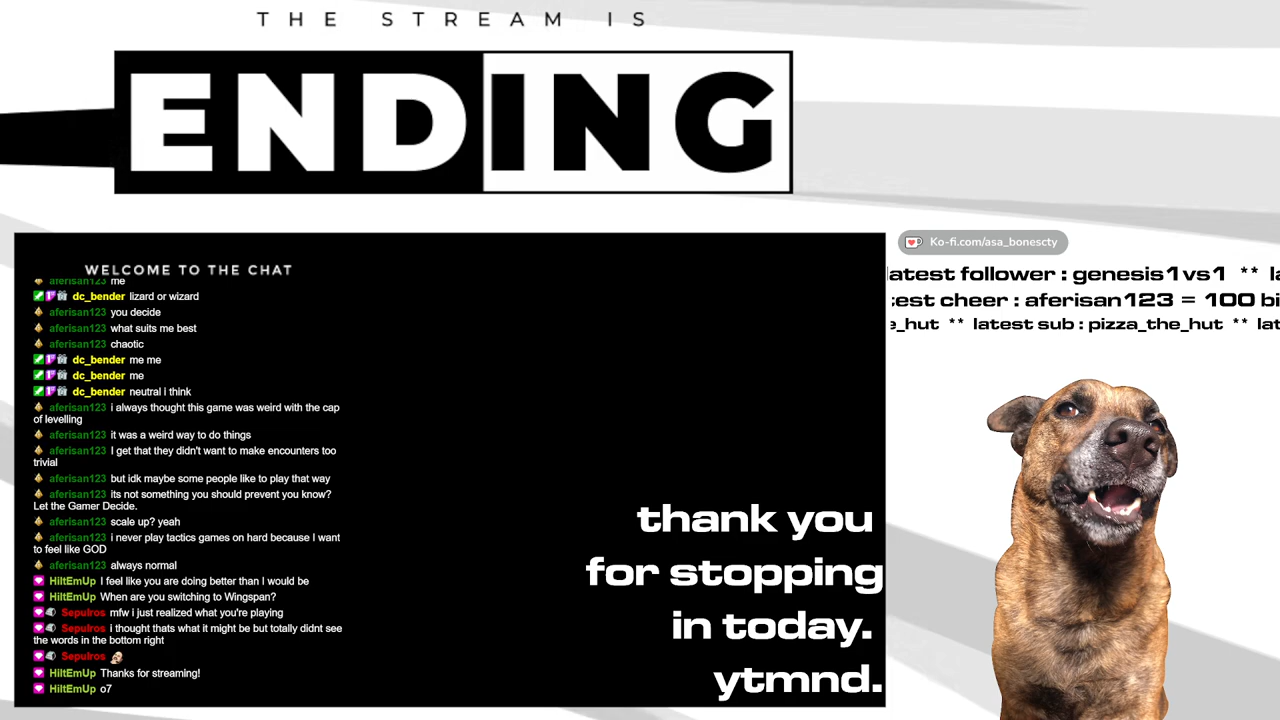 THE STREAM IS
ENDING
WELCOME TO THE CHAT
aferisan123 me
dc_bender lizard or wizard
aferisan123 you decide
aferisan123 what suits me best
aferisan123 chaotic
dc_bender me me
dc_bender me
dc_bender neutral i think
aferisan123 i always thought this game was weird with the cap
of levelling
aferisan123 it was a weird way to do things
aferisan123 I get that they didn't want to make encounters too
trivial
aferisan123 but idk maybe some people like to play that way
aferisan123 its not something you should prevent you know?
Let the Gamer Decide.
aferisan123 scale up? yeah
aferisan123 i never play tactics games on hard because I want
to feel like GOD
aferisan123 always normal
HiltEmUp I feel like you are doing better than I would be
HiltEmUp When are you switching to Wingspan?
Sepulros mfw i just realized what you're playing
Sepulros i thought thats what it might be but totally didnt see
the words in the bottom right
Sepulros
HiltEmUp Thanks for streaming!
HiltEmUp o7
thank you
for stopping
in today.
ytmnd.
Ko-fi.com/asa_bonescty
latest follower : genesis1vs1 ** la
test cheer : aferisan123 = 100 bi
e_hut ** latest sub : pizza_the_hut ** lat